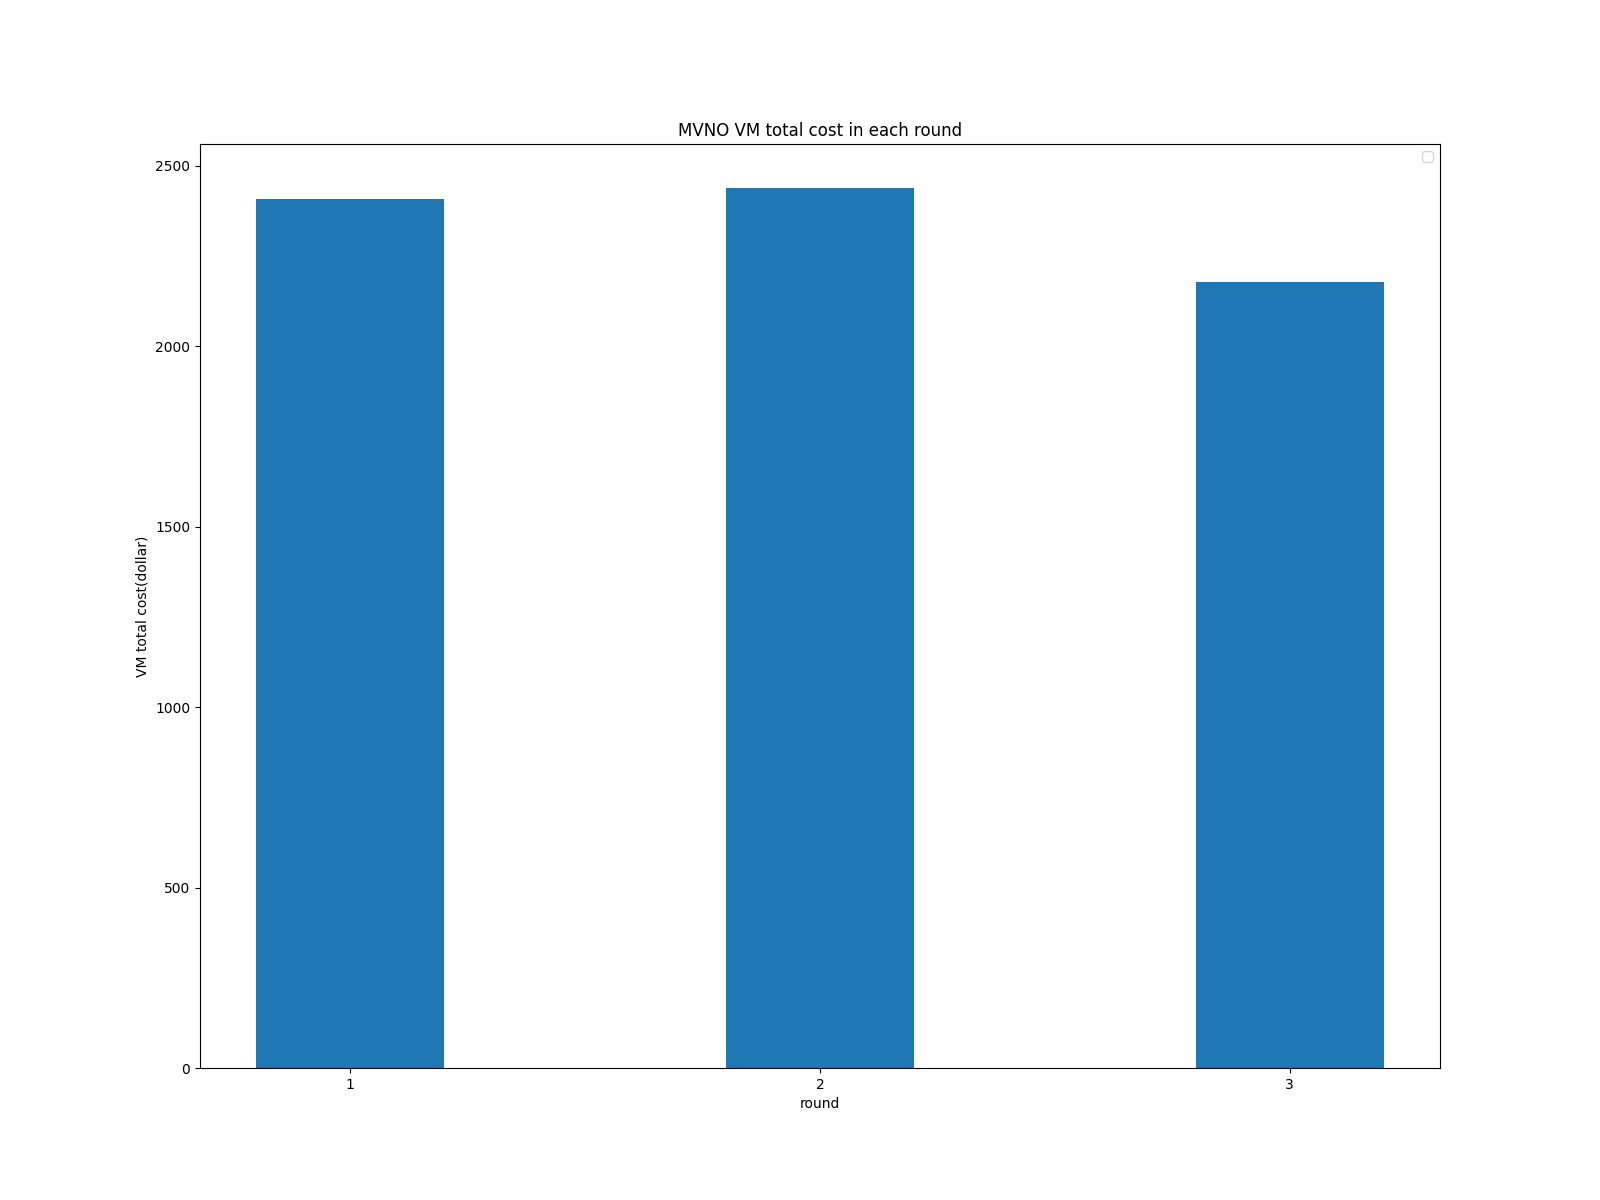 MVNO VM total cost in each round
2500
2000
1500
1000
500
0
VM total cost(dollar)
1 2 3
round